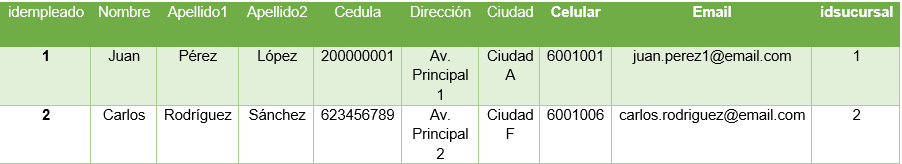 idempleado Nombre Apellido1 Apellido2 Cedula Dirección Ciudad Celular Email idsucursal
1 Juan Pérez López 200000001 Av. Ciudad 6001001 juan.perez1@email.com 1
Principal A
1
2 Carlos Rodríguez Sánchez 623456789 Av. Ciudad 6001006 carlos.rodriguez@email.com 2
Principal F
2